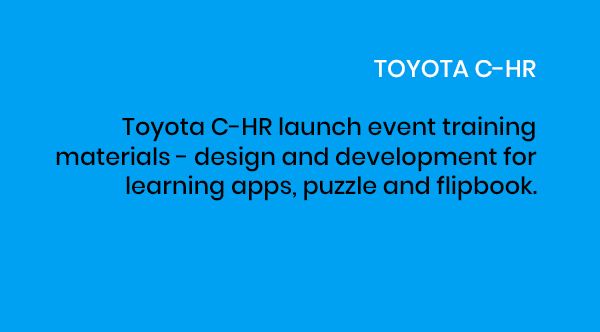 TOYOTA C-HR
Toyota C-HR launch event training
materials - design and development for
learning apps, puzzle and flipbook.